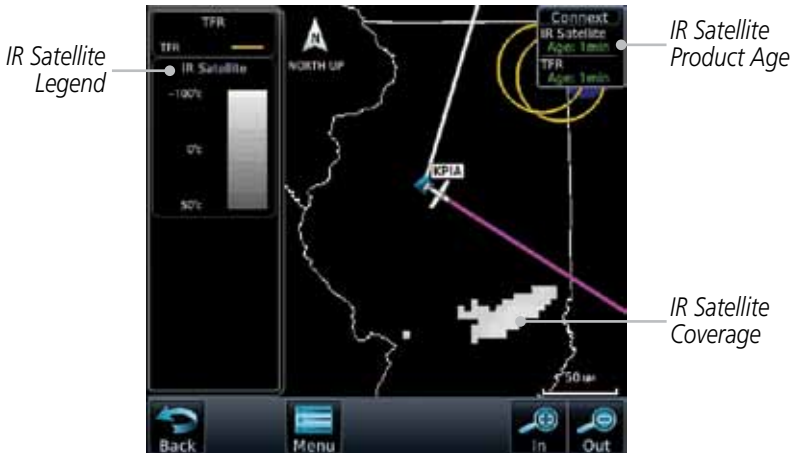 IR Satellite
Legend
TFR
TFR
IR Satellite
-100°c
0°c
50°c
N
NORTH UP
KPIA
Connext
IR Satellite
Age: 1min
TFR
Age: 1min
IR Satellite
Product Age
IR Satellite
Coverage
50
Back
Menu
In
Out